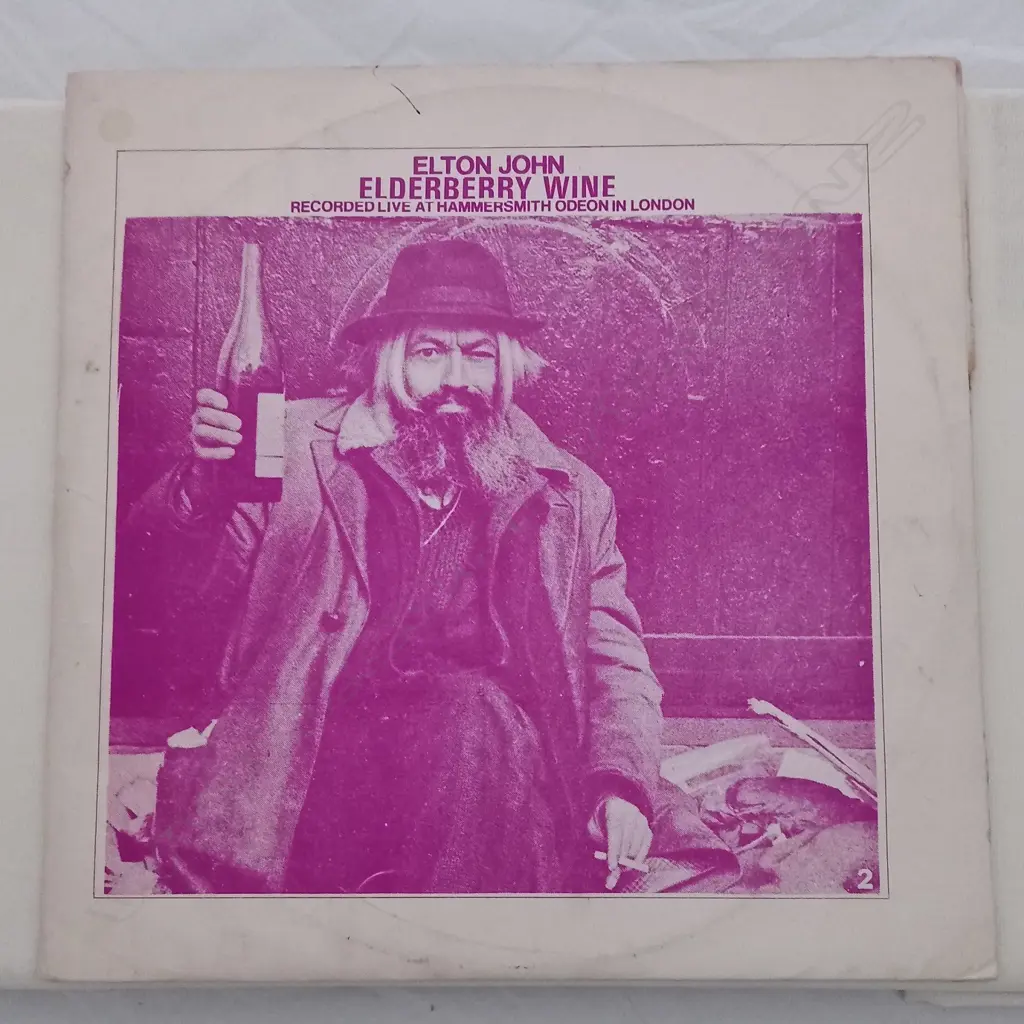 ELTON JOHN
ELDERBERRY WINE
RECORDED LIVE AT HAMMERSMITH ODEON IN LONDON
2